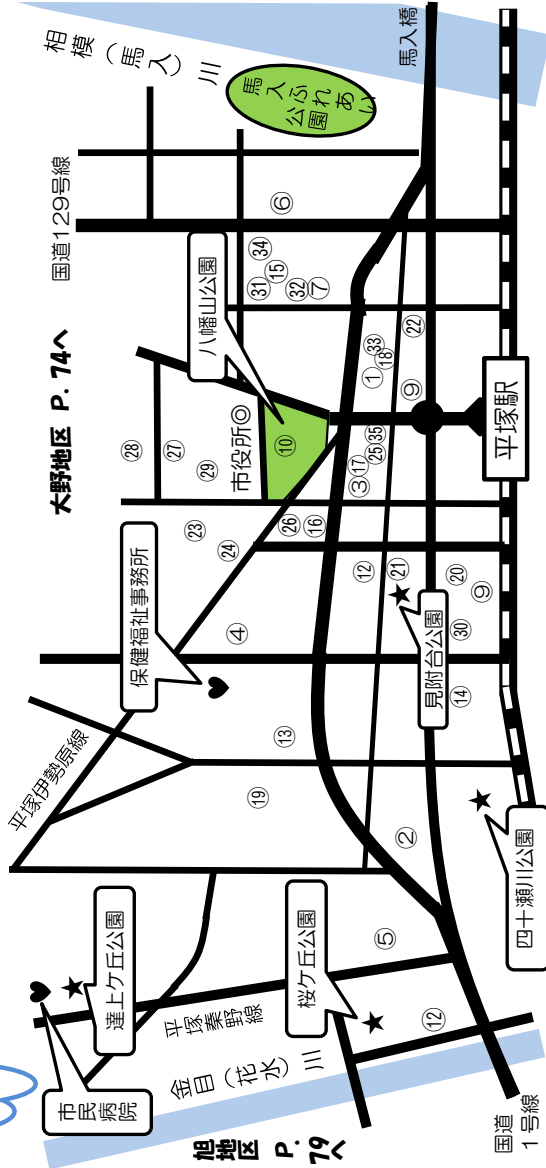 大野地区 P. 74へ
国道129号線
相模（馬入）川
馬入ふれあい公園
馬入橋
八幡山公園
市役所◎
保健福祉事務所
平塚伊勢原線
達上ケ丘公園
市民病院
平塚秦野線
桜ケ丘公園
金目（花水）川
旭地区 P. 79へ
国道1号線
四十瀬川公園
見附台公園
平塚駅
⑥
㉞
⑮
㉛
㉜
⑦
㉘
㉗
㉙
⑩
㉓
㉔
㉖
⑯
④
①
㉝
⑱
㉒
⑨
③
⑰
㉕
㉟
⑫
㉑
⑳
⑨
㉚
⑭
⑬
⑲
②
⑤
⑫